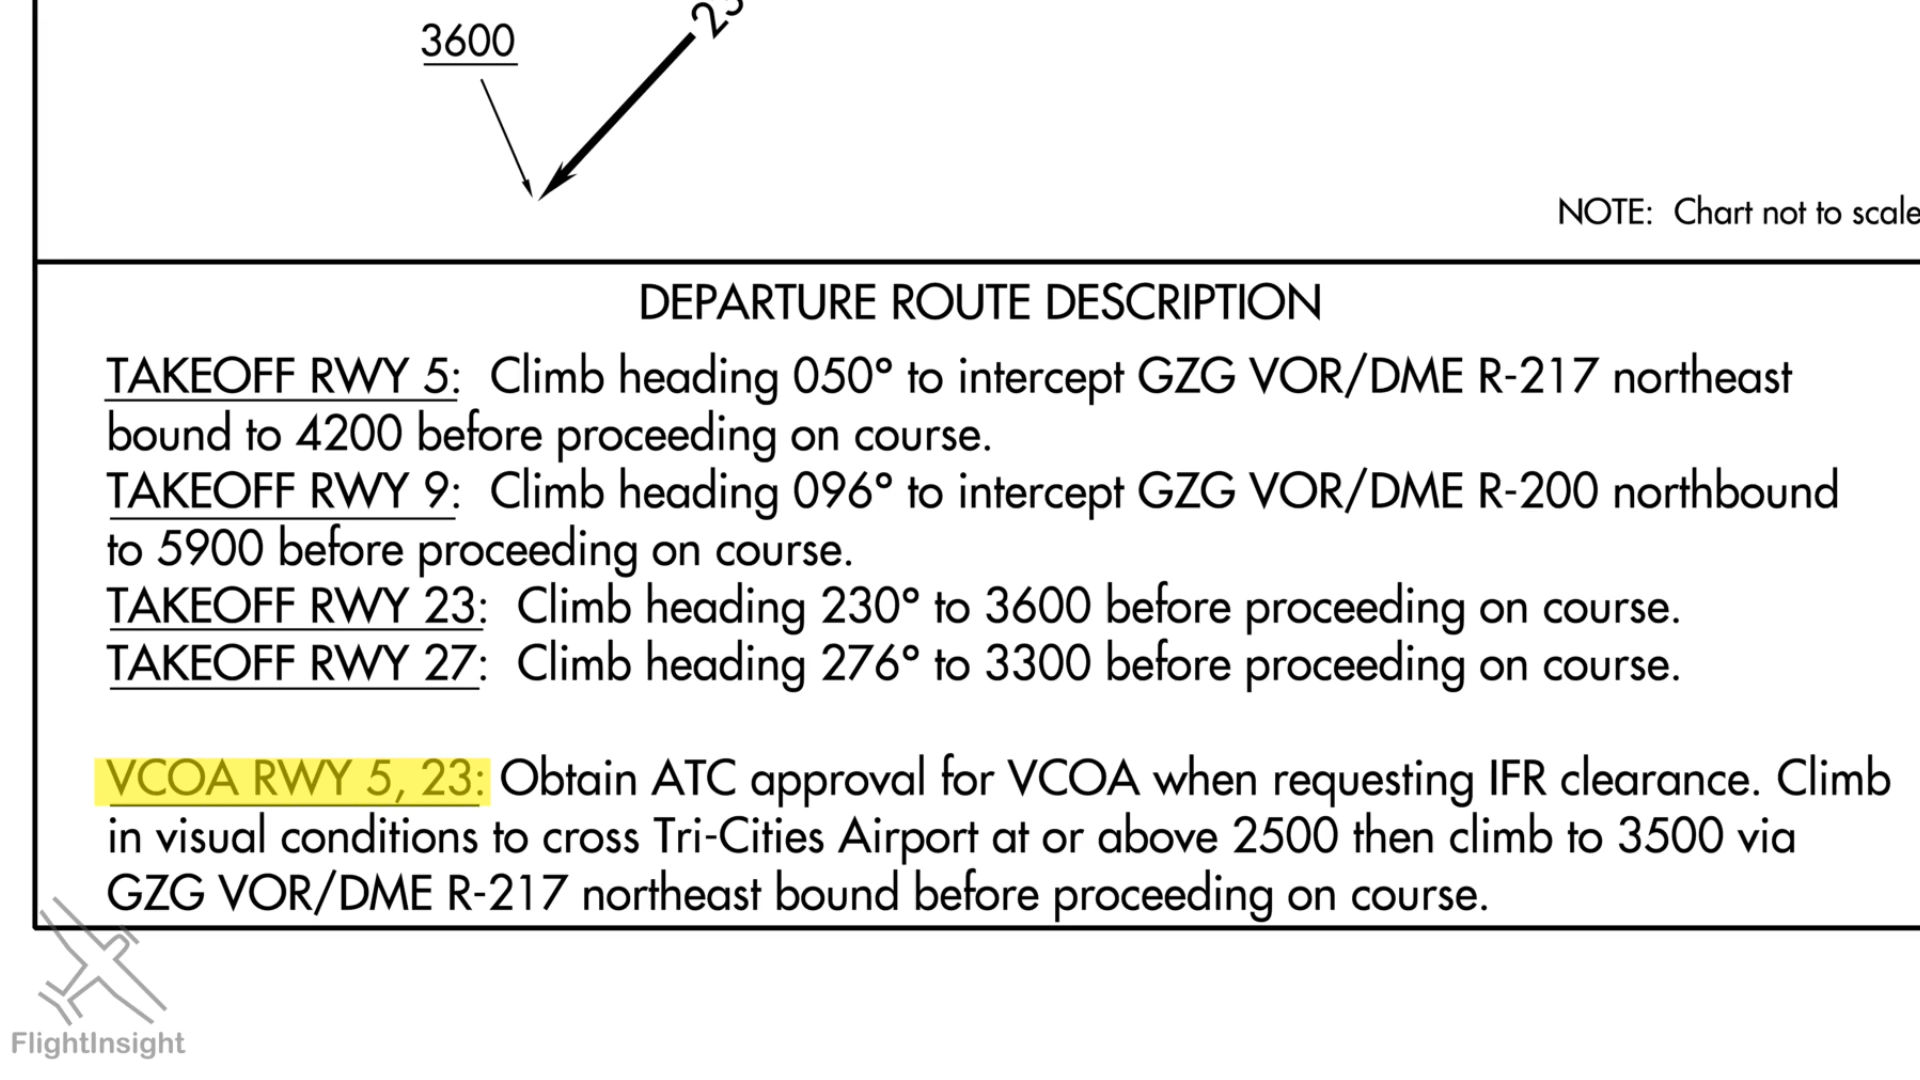 3600
23
NOTE: Chart not to scale
DEPARTURE ROUTE DESCRIPTION
TAKEOFF RWY 5: Climb heading 050° to intercept GZG VOR/DME R-217 northeast
bound to 4200 before proceeding on course.
TAKEOFF RWY 9: Climb heading 096° to intercept GZG VOR/DME R-200 northbound
to 5900 before proceeding on course.
TAKEOFF RWY 23: Climb heading 230° to 3600 before proceeding on course.
TAKEOFF RWY 27: Climb heading 276° to 3300 before proceeding on course.
VCOA RWY 5, 23: Obtain ATC approval for VCOA when requesting IFR clearance. Climb
in visual conditions to cross Tri-Cities Airport at or above 2500 then climb to 3500 via
GZG VOR/DME R-217 northeast bound before proceeding on course.
FlightInsight